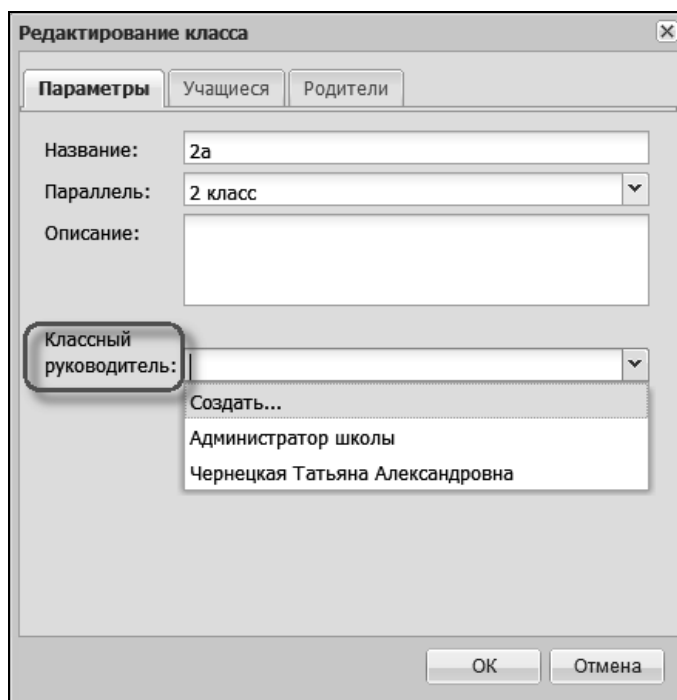 Редактирование класса
Параметры Учащиеся Родители
Название: 2а
Параллель: 2 класс
Описание:
Классный
руководитель:
Создать...
Администратор школы
Чернецкая Татьяна Александровна
ОК Отмена